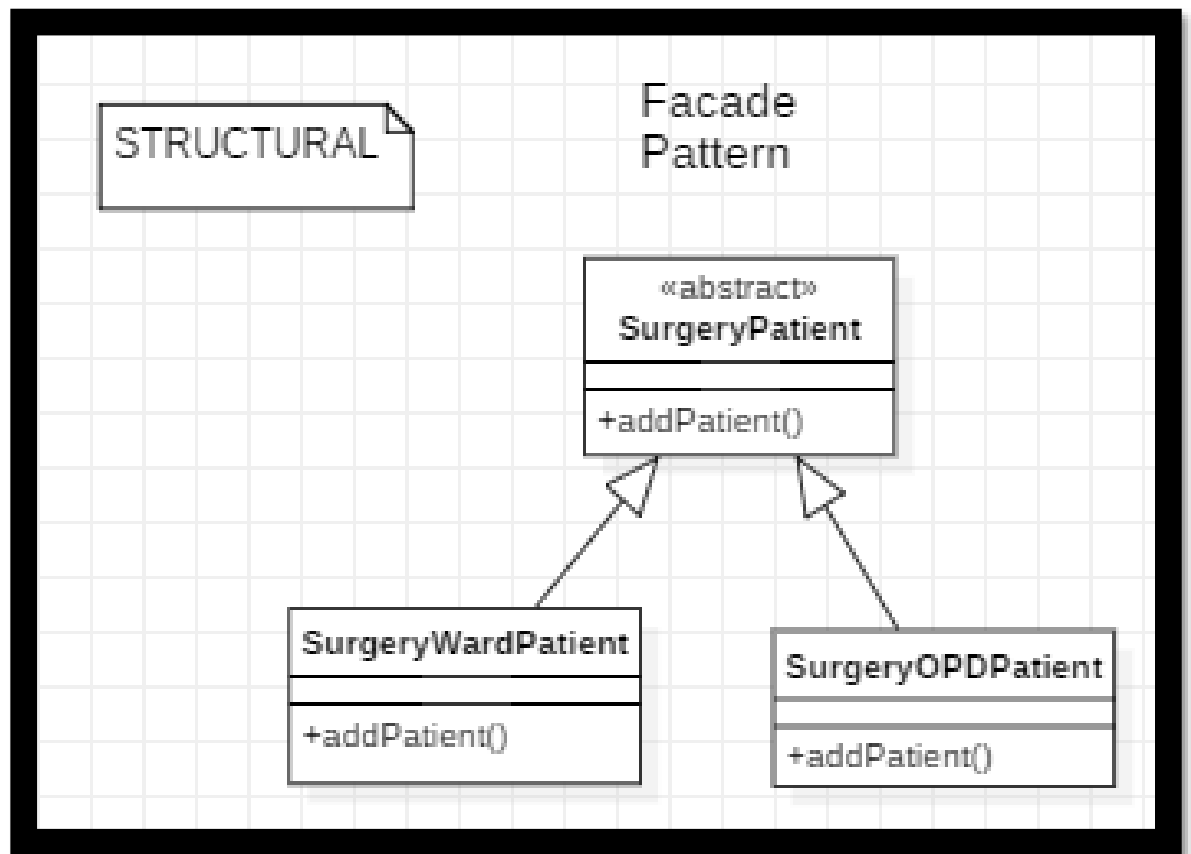 STRUCTURAL
Facade
Pattern
«abstract»
SurgeryPatient
+addPatient()
SurgeryWardPatient
+addPatient()
SurgeryOPDPatient
+addPatient()